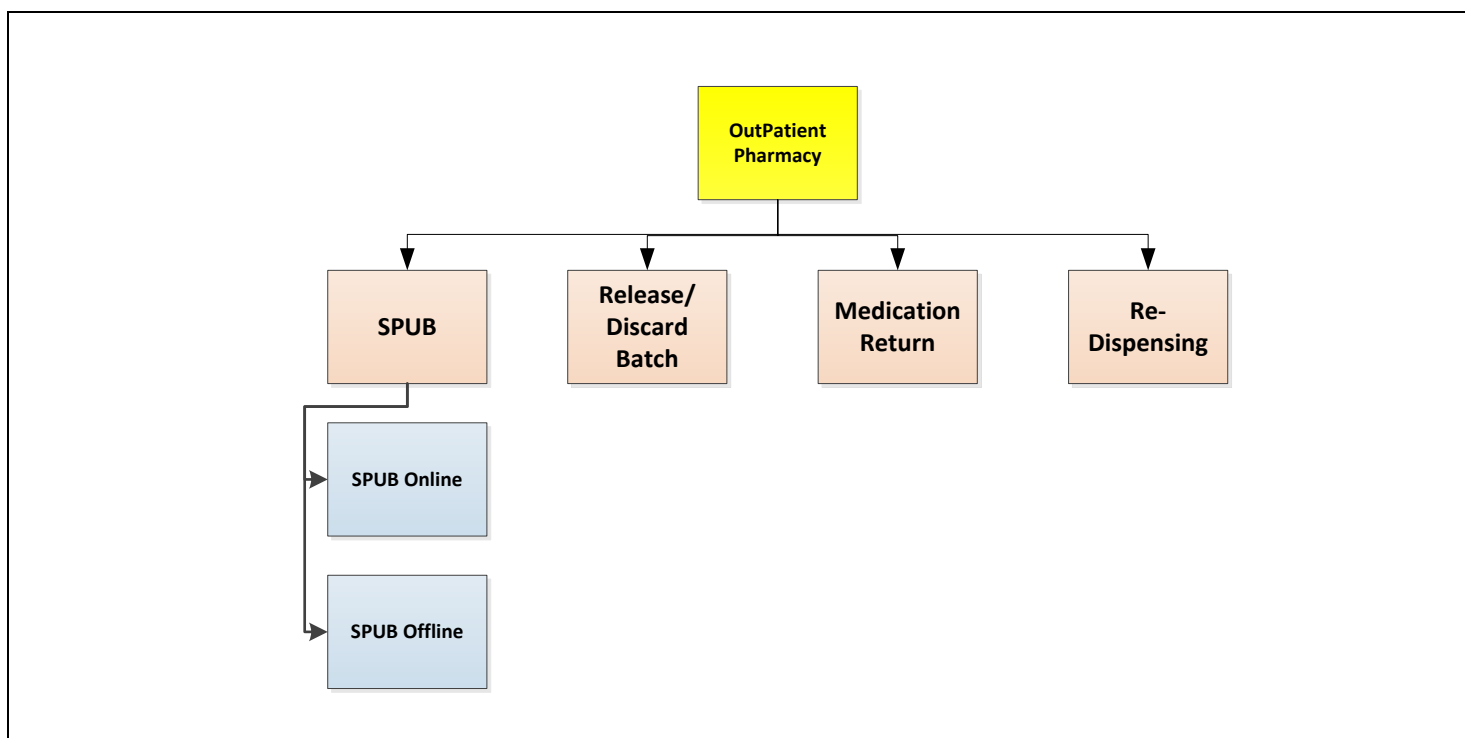 OutPatient
Pharmacy
SPUB
Release/
Discard
Batch
Medication
Return
Re-
Dispensing
SPUB Online
SPUB Offline